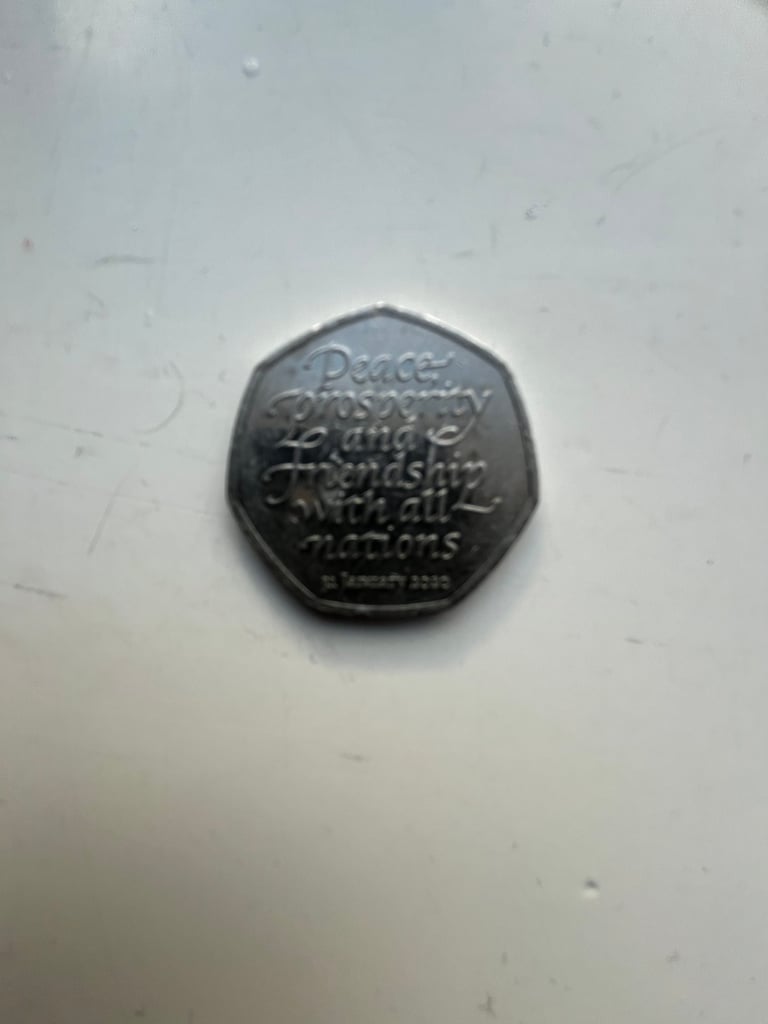 Peace,
prosperity
and
friendship
with all
nations
31 January 2020